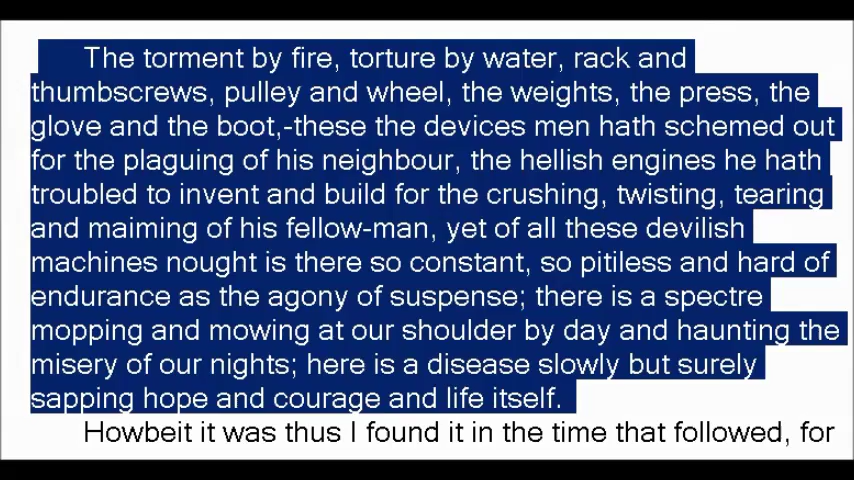 The torment by fire, torture by water, rack and
thumbscrews, pulley and wheel, the weights, the press, the
glove and the boot,-these the devices men hath schemed out
for the plaguing of his neighbour, the hellish engines he hath
troubled to invent and build for the crushing, twisting, tearing
and maiming of his fellow-man, yet of all these devilish
machines nought is there so constant, so pitiless and hard of
endurance as the agony of suspense; there is a spectre
mopping and mowing at our shoulder by day and haunting the
misery of our nights; here is a disease slowly but surely
sapping hope and courage and life itself.
Howbeit it was thus I found it in the time that followed, for